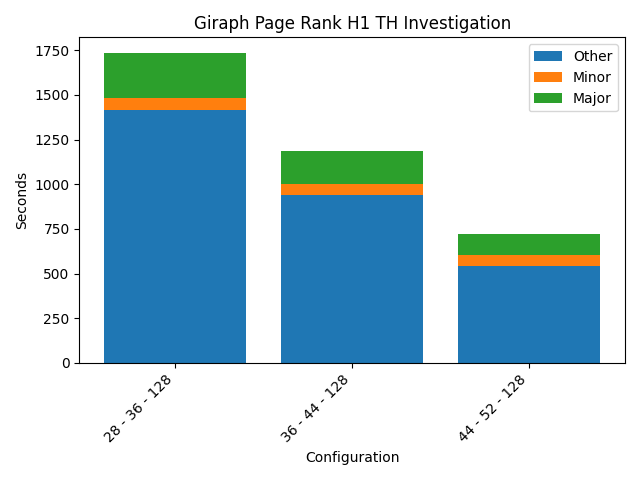 Giraph Page Rank H1 TH Investigation
Other
Minor
Major
Seconds
1750
1500
1250
1000
750
500
250
0
28 - 36 - 128
36 - 44 - 128
44 - 52 - 128
Configuration